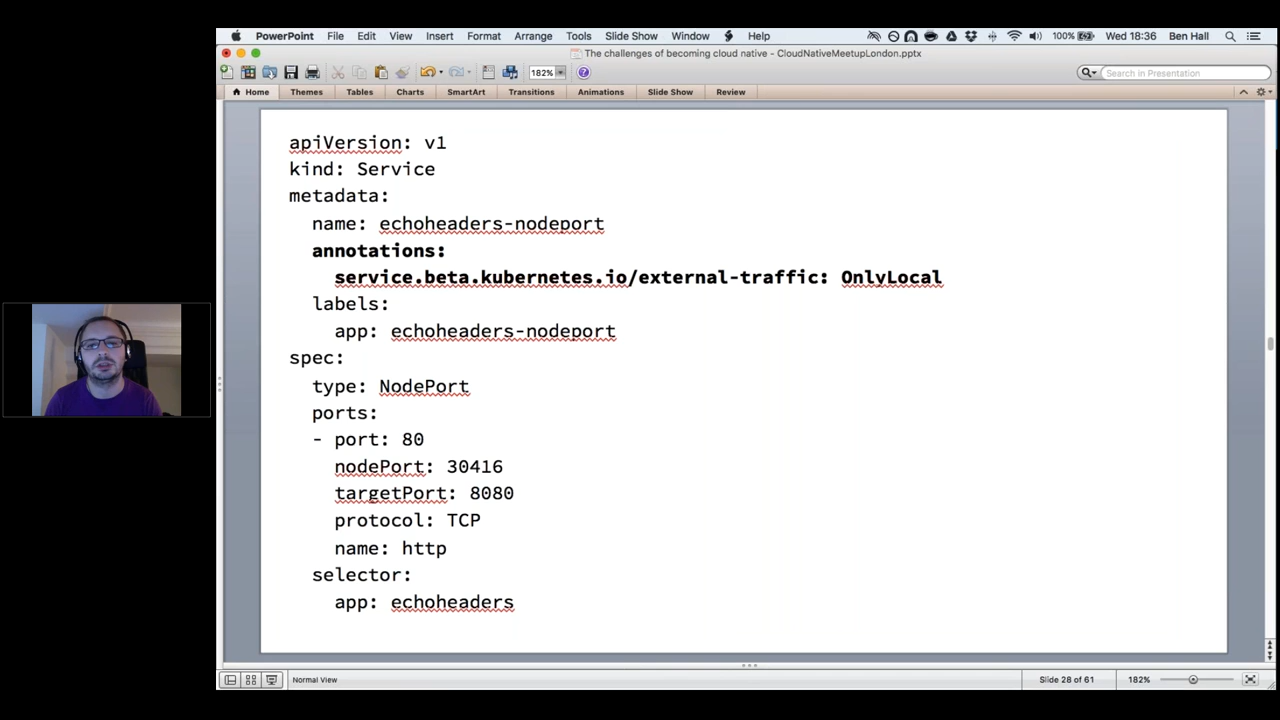 PowerPoint File Edit View Insert Format Arrange Tools Slide Show Window Help 100% Wed 18:36 Ben Hall
The challenges of becoming cloud native - CloudNativeMeetupLondon.pptx
182% Search in Presentation
Home Themes Tables Charts SmartArt Transitions Animations Slide Show Review
apiVersion: v1
kind: Service
metadata:
name: echoheaders-nodeport
annotations:
service.beta.kubernetes.io/external-traffic: OnlyLocal
labels:
app: echoheaders-nodeport
spec:
type: NodePort
ports:
- port: 80
nodePort: 30416
targetPort: 8080
protocol: TCP
name: http
selector:
app: echoheaders
Normal View Slide 28 of 61 182%